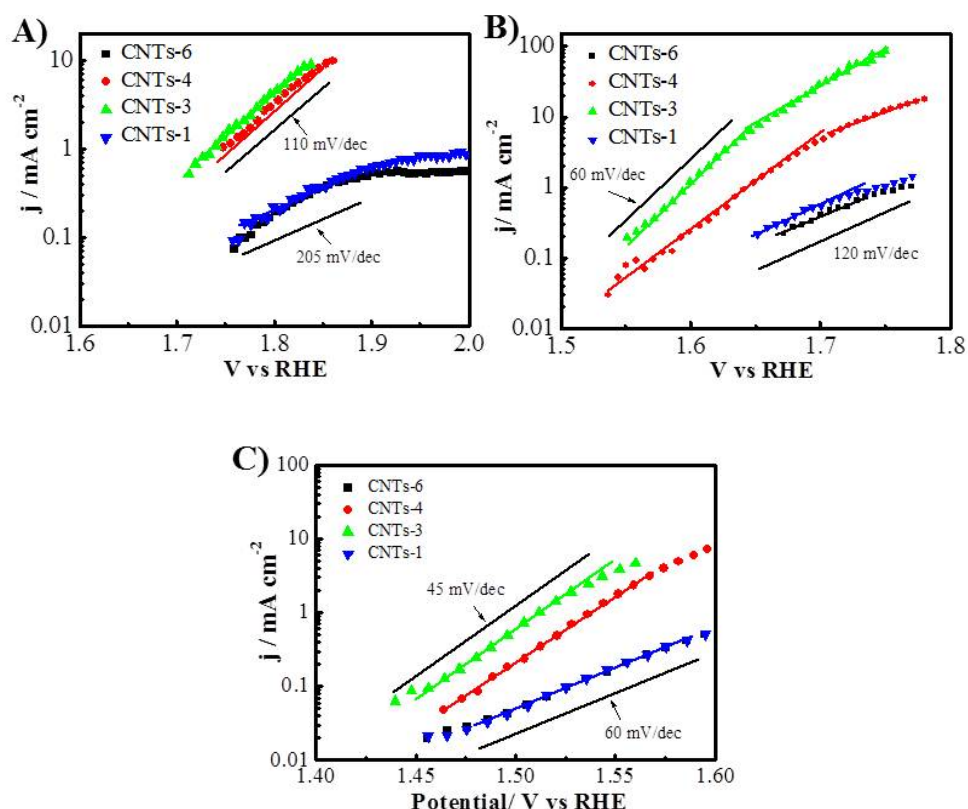 A)
CNTs-6
CNTs-4
CNTs-3
CNTs-1
110 mV/dec
205 mV/dec
10
1
0.1
0.01
j / mA cm⁻²
1.6 1.7 1.8 1.9 2.0
V vs RHE
B)
CNTs-6
CNTs-4
CNTs-3
CNTs-1
60 mV/dec
120 mV/dec
100
10
1
0.1
0.01
j/ mA cm⁻²
1.5 1.6 1.7 1.8
V vs RHE
C)
CNTs-6
CNTs-4
CNTs-3
CNTs-1
45 mV/dec
60 mV/dec
100
10
1
0.1
0.01
j / mA cm⁻²
1.40 1.45 1.50 1.55 1.60
Potential/ V vs RHE